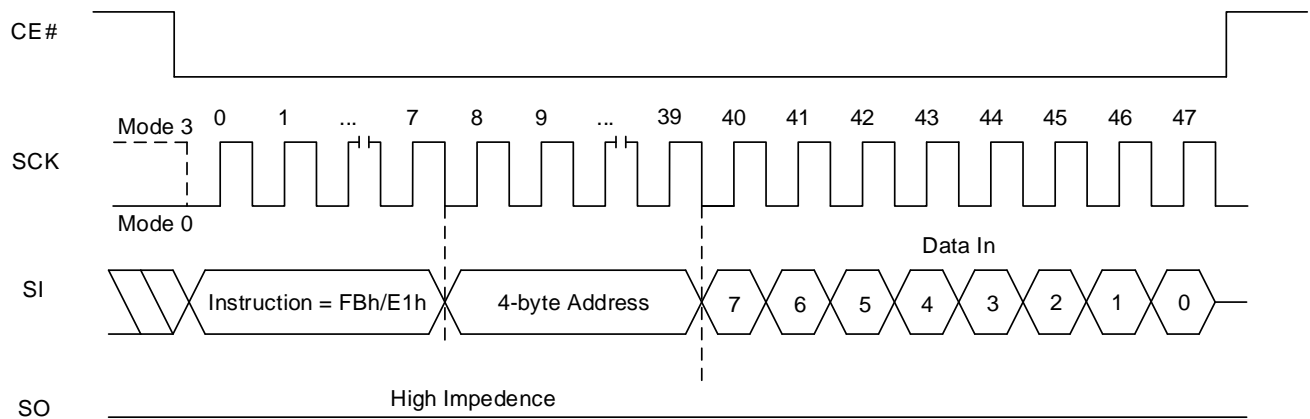 CE#
0 1 ... 7 8 9 ... 39 40 41 42 43 44 45 46 47
Mode 3
SCK
Mode 0
Data In
SI
Instruction = FBh/E1h 4-byte Address 7 6 5 4 3 2 1 0
High Impedence
SO